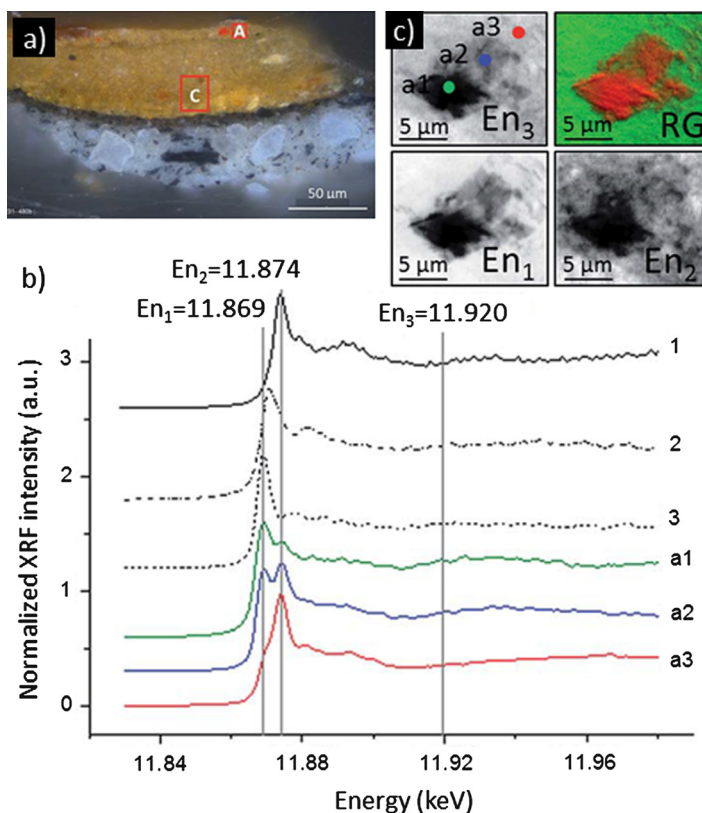 a)
A
C
50 µm
c)
a3
a2
a1
5 µm
En₃
5 µm
RG
5 µm
En₁
5 µm
En₂
b)
En₂=11.874
En₁=11.869
En₃=11.920
Normalized XRF intensity (a.u.)
3
2
1
0
1
2
3
a1
a2
a3
11.84
11.88
11.92
11.96
Energy (keV)